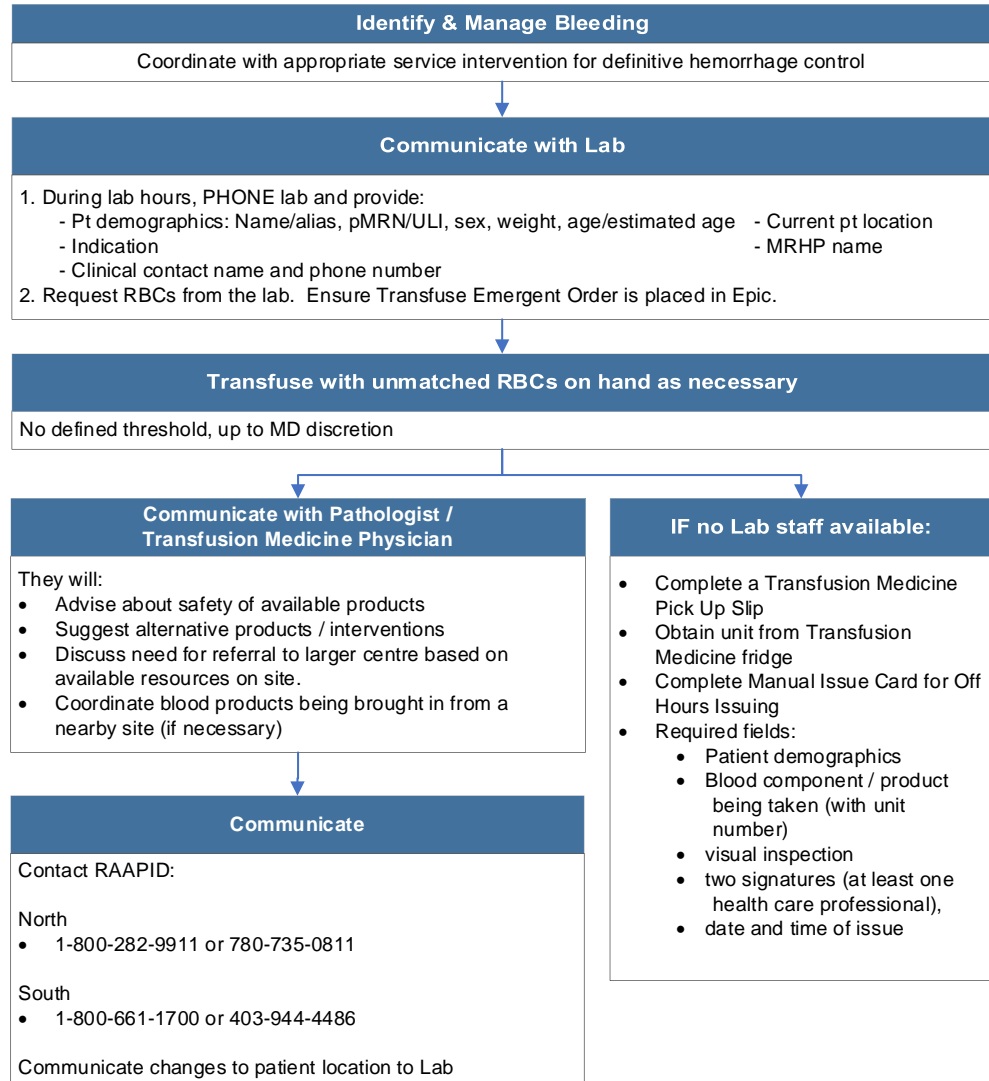 Identify & Manage Bleeding
Coordinate with appropriate service intervention for definitive hemorrhage control
Communicate with Lab
1. During lab hours, PHONE lab and provide:
- Pt demographics: Name/alias, pMRN/ULI, sex, weight, age/estimated age - Current pt location
- Indication - MRHP name
- Clinical contact name and phone number
2. Request RBCs from the lab. Ensure Transfuse Emergent Order is placed in Epic.
Transfuse with unmatched RBCs on hand as necessary
No defined threshold, up to MD discretion
Communicate with Pathologist /
Transfusion Medicine Physician
They will:
• Advise about safety of available products
• Suggest alternative products / interventions
• Discuss need for referral to larger centre based on
available resources on site.
• Coordinate blood products being brought in from a
nearby site (if necessary)
Communicate
Contact RAAPID:
North
• 1-800-282-9911 or 780-735-0811
South
• 1-800-661-1700 or 403-944-4486
Communicate changes to patient location to Lab
IF no Lab staff available:
• Complete a Transfusion Medicine
Pick Up Slip
• Obtain unit from Transfusion
Medicine fridge
• Complete Manual Issue Card for Off
Hours Issuing
• Required fields:
• Patient demographics
• Blood component / product
being taken (with unit
number)
• visual inspection
• two signatures (at least one
health care professional),
• date and time of issue